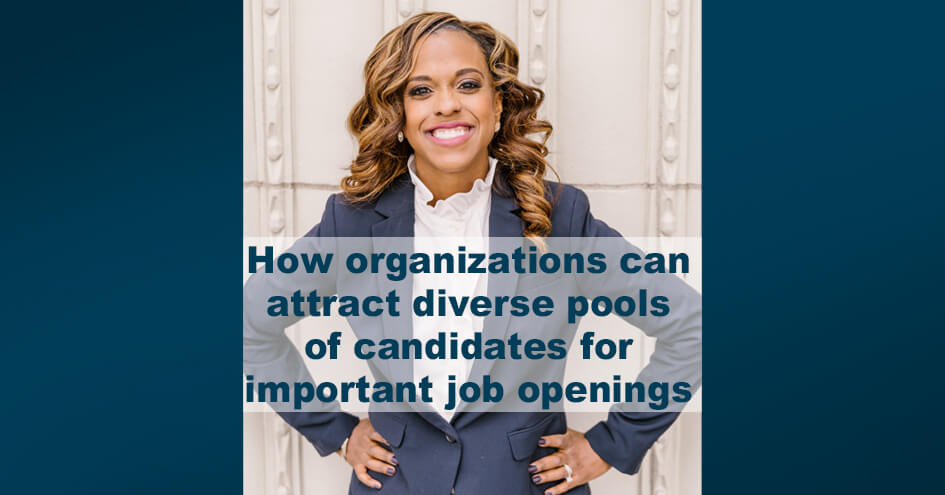 How organizations can
attract diverse pools
of candidates for
important job openings